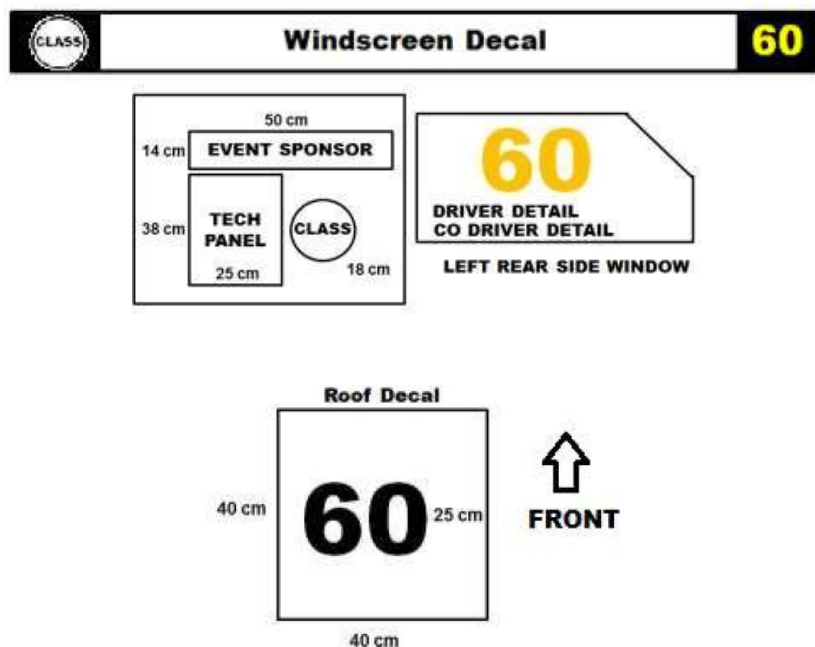 CLASS Windscreen Decal 60
50 cm
14 cm EVENT SPONSOR
60
38 cm TECH
PANEL
CLASS
25 cm
18 cm
DRIVER DETAIL
CO DRIVER DETAIL
LEFT REAR SIDE WINDOW
Roof Decal
40 cm
60
25 cm
FRONT
40 cm